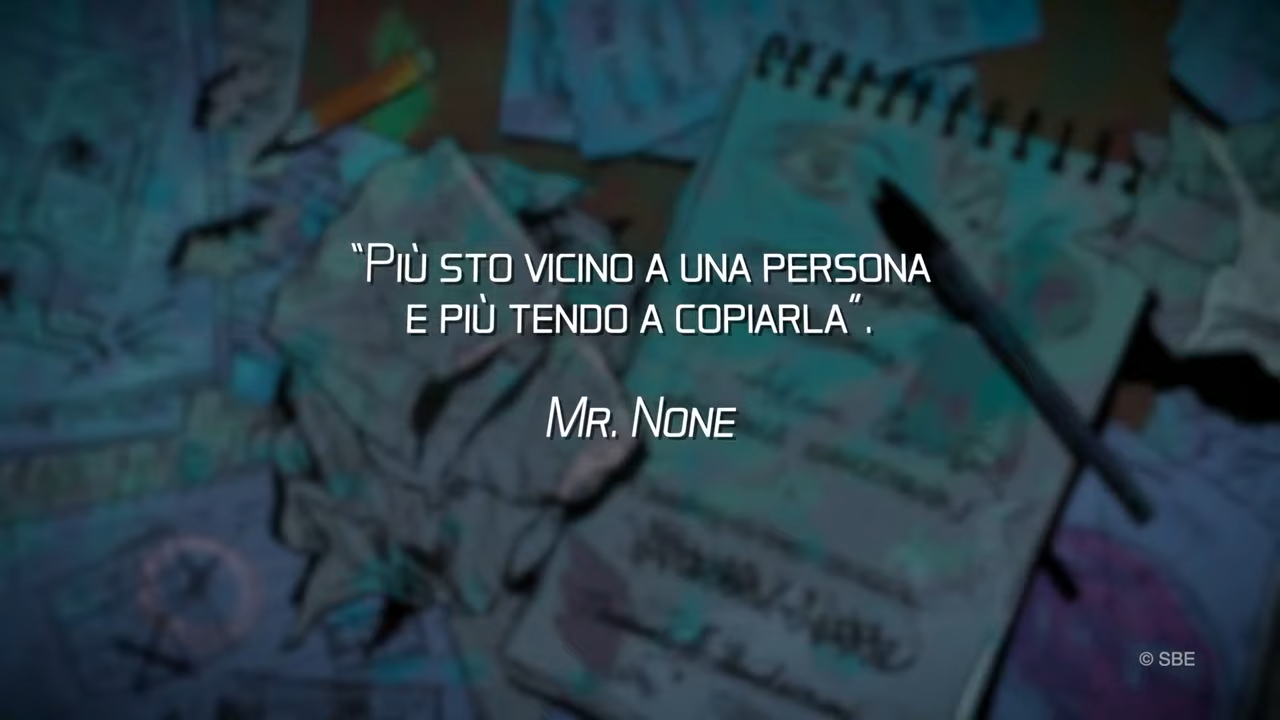 “Più sto vicino a una persona
e più tendo a copiarla”.
Mr. None
© SBE